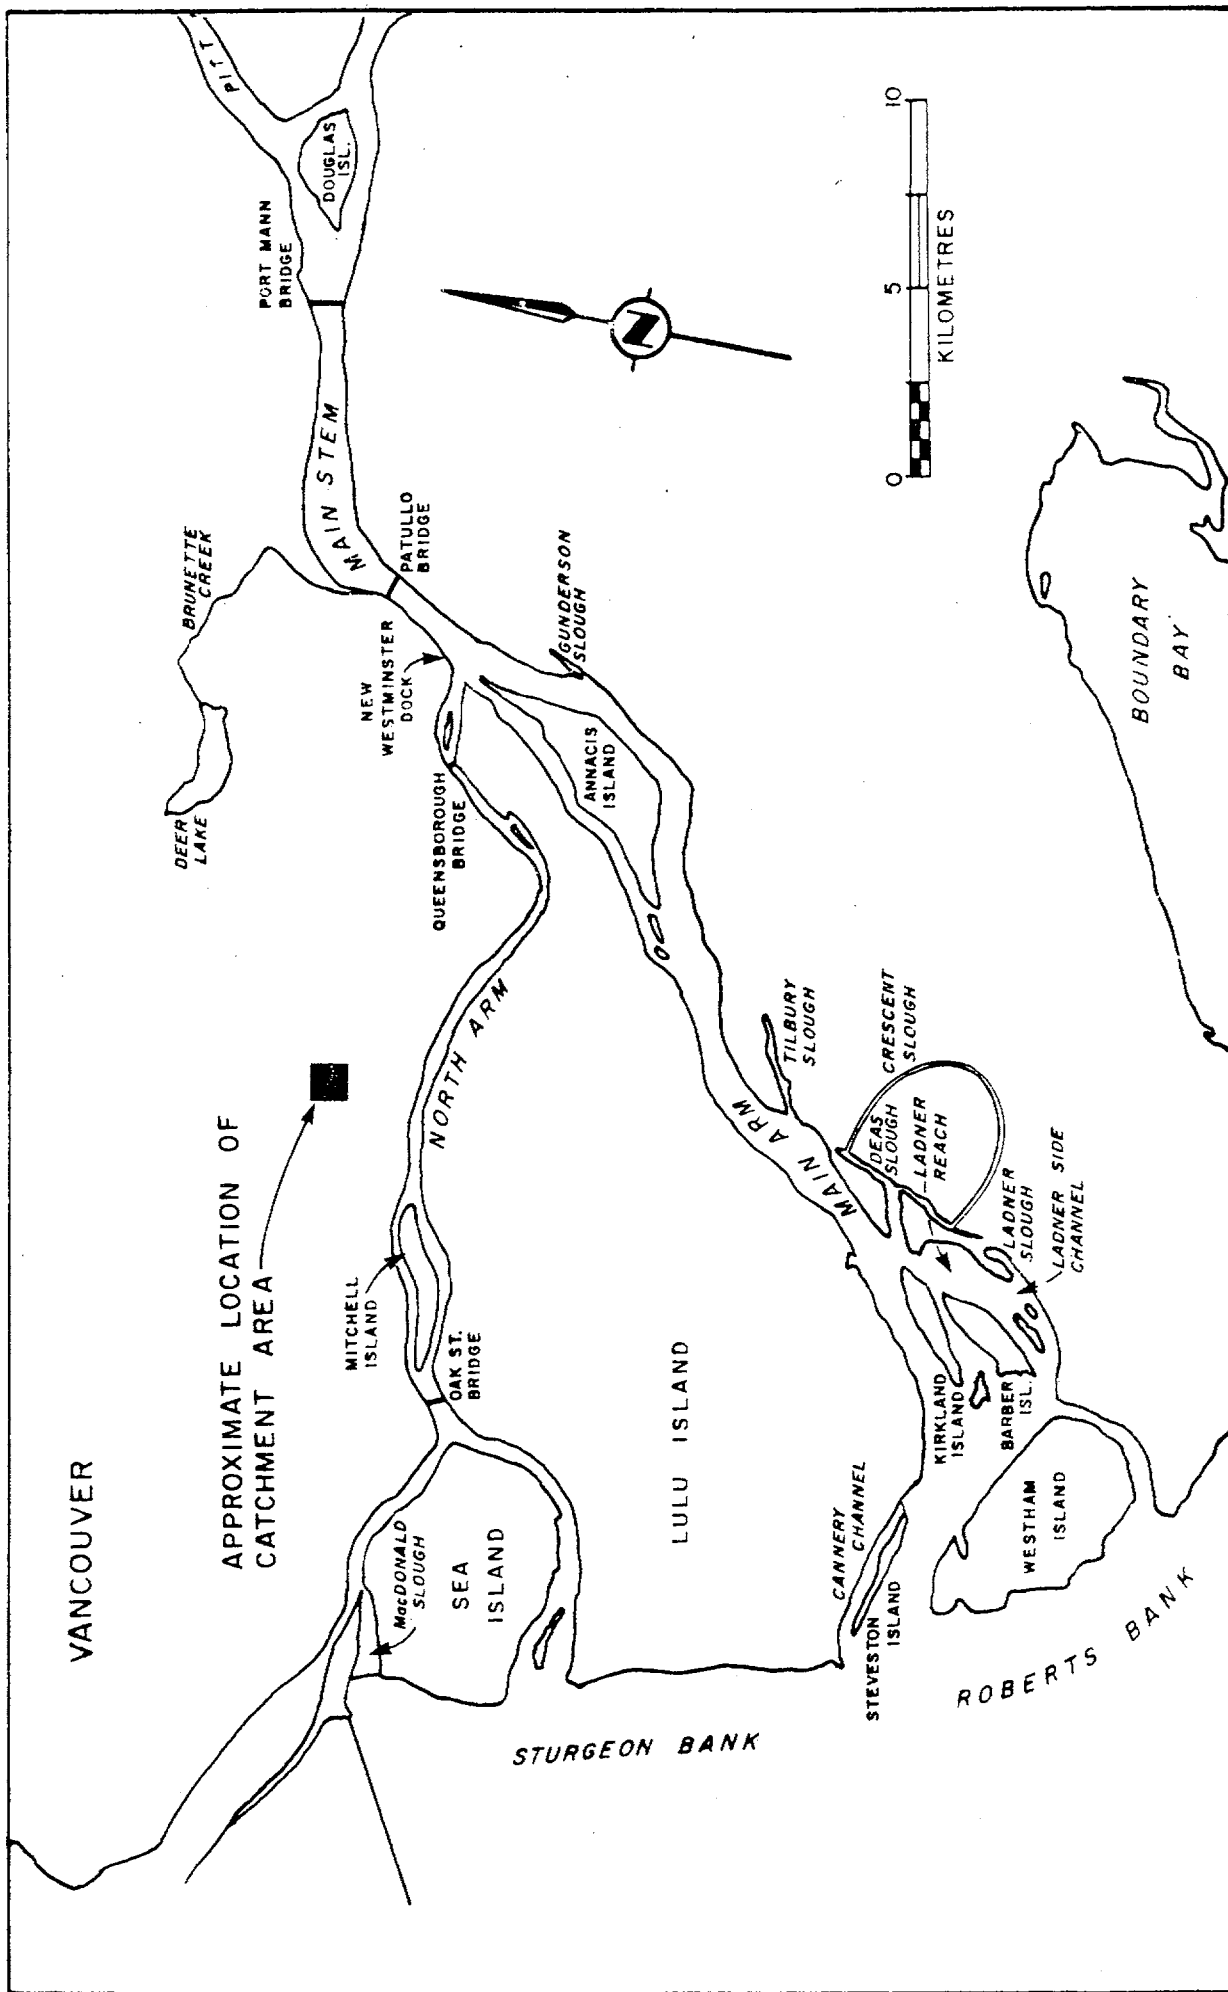 VANCOUVER
APPROXIMATE LOCATION OF
CATCHMENT AREA
DEER
LAKE
BRUNETTE
CREEK
PORT MANN
BRIDGE
PITT
DOUGLAS
ISL.
MAIN STEM
PATULLO
BRIDGE
NEW
WESTMINSTER
DOCK
QUEENSBOROUGH
BRIDGE
GUNDERSON
SLOUGH
ANNACIS
ISLAND
NORTH ARM
MITCHELL
ISLAND
OAK ST.
BRIDGE
MacDONALD
SLOUGH
SEA
ISLAND
LULU ISLAND
STURGEON BANK
MAIN ARM
TILBURY
SLOUGH
CRESCENT
SLOUGH
DEAS
SLOUGH
LADNER
REACH
LADNER
SLOUGH
LADNER SIDE
CHANNEL
KIRKLAND
ISLAND
BARBER
ISL.
CANNERY
CHANNEL
STEVESTON
ISLAND
WESTHAM
ISLAND
ROBERTS BANK
BOUNDARY
BAY
N
0 5 10
KILOMETRES